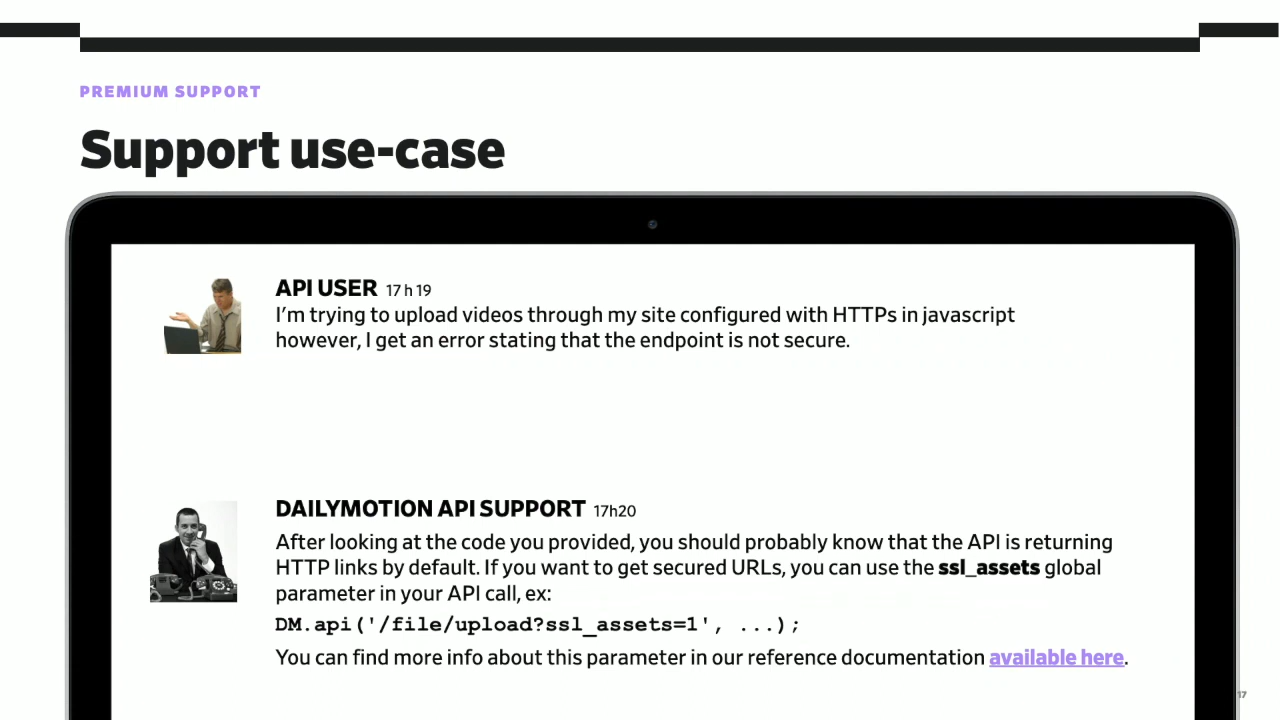 PREMIUM SUPPORT
Support use-case
API USER 17 h 19
I'm trying to upload videos through my site configured with HTTPs in javascript
however, I get an error stating that the endpoint is not secure.
DAILYMOTION API SUPPORT 17h20
After looking at the code you provided, you should probably know that the API is returning
HTTP links by default. If you want to get secured URLs, you can use the ssl_assets global
parameter in your API call, ex:
DM.api('/file/upload?ssl_assets=1', ...);
You can find more info about this parameter in our reference documentation available here.
17